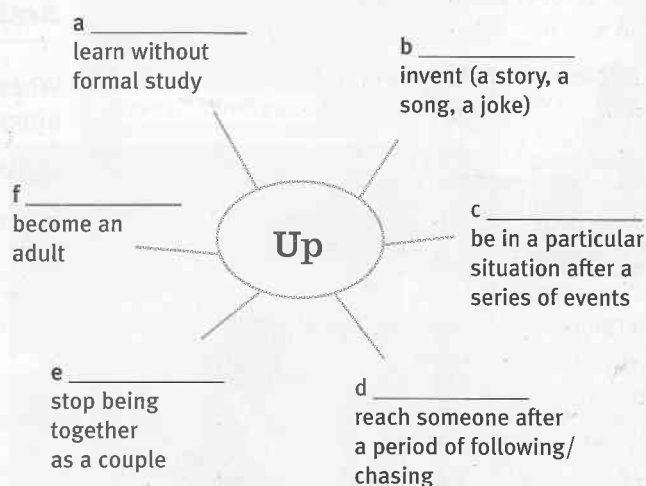 a ____________
learn without
formal study
b ____________
invent (a story, a
song, a joke)
c ____________
be in a particular
situation after a
series of events
d ____________
reach someone after
a period of following/
chasing
e ____________
stop being
together
as a couple
f ____________
become an
adult
Up